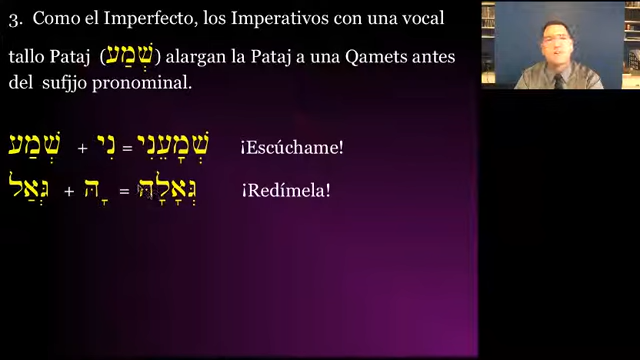 3. Como el Imperfecto, los Imperativos con una vocal
tallo Pataj (שְׁמַע) alargan la Pataj a una Qamets antes
del sufjjo pronominal.
שְׁמַע + נִי = שְׁמָעֵנִי ¡Escúchame!
גְּאַל + ָהּ = גְּאָלָהּ ¡Redímela!